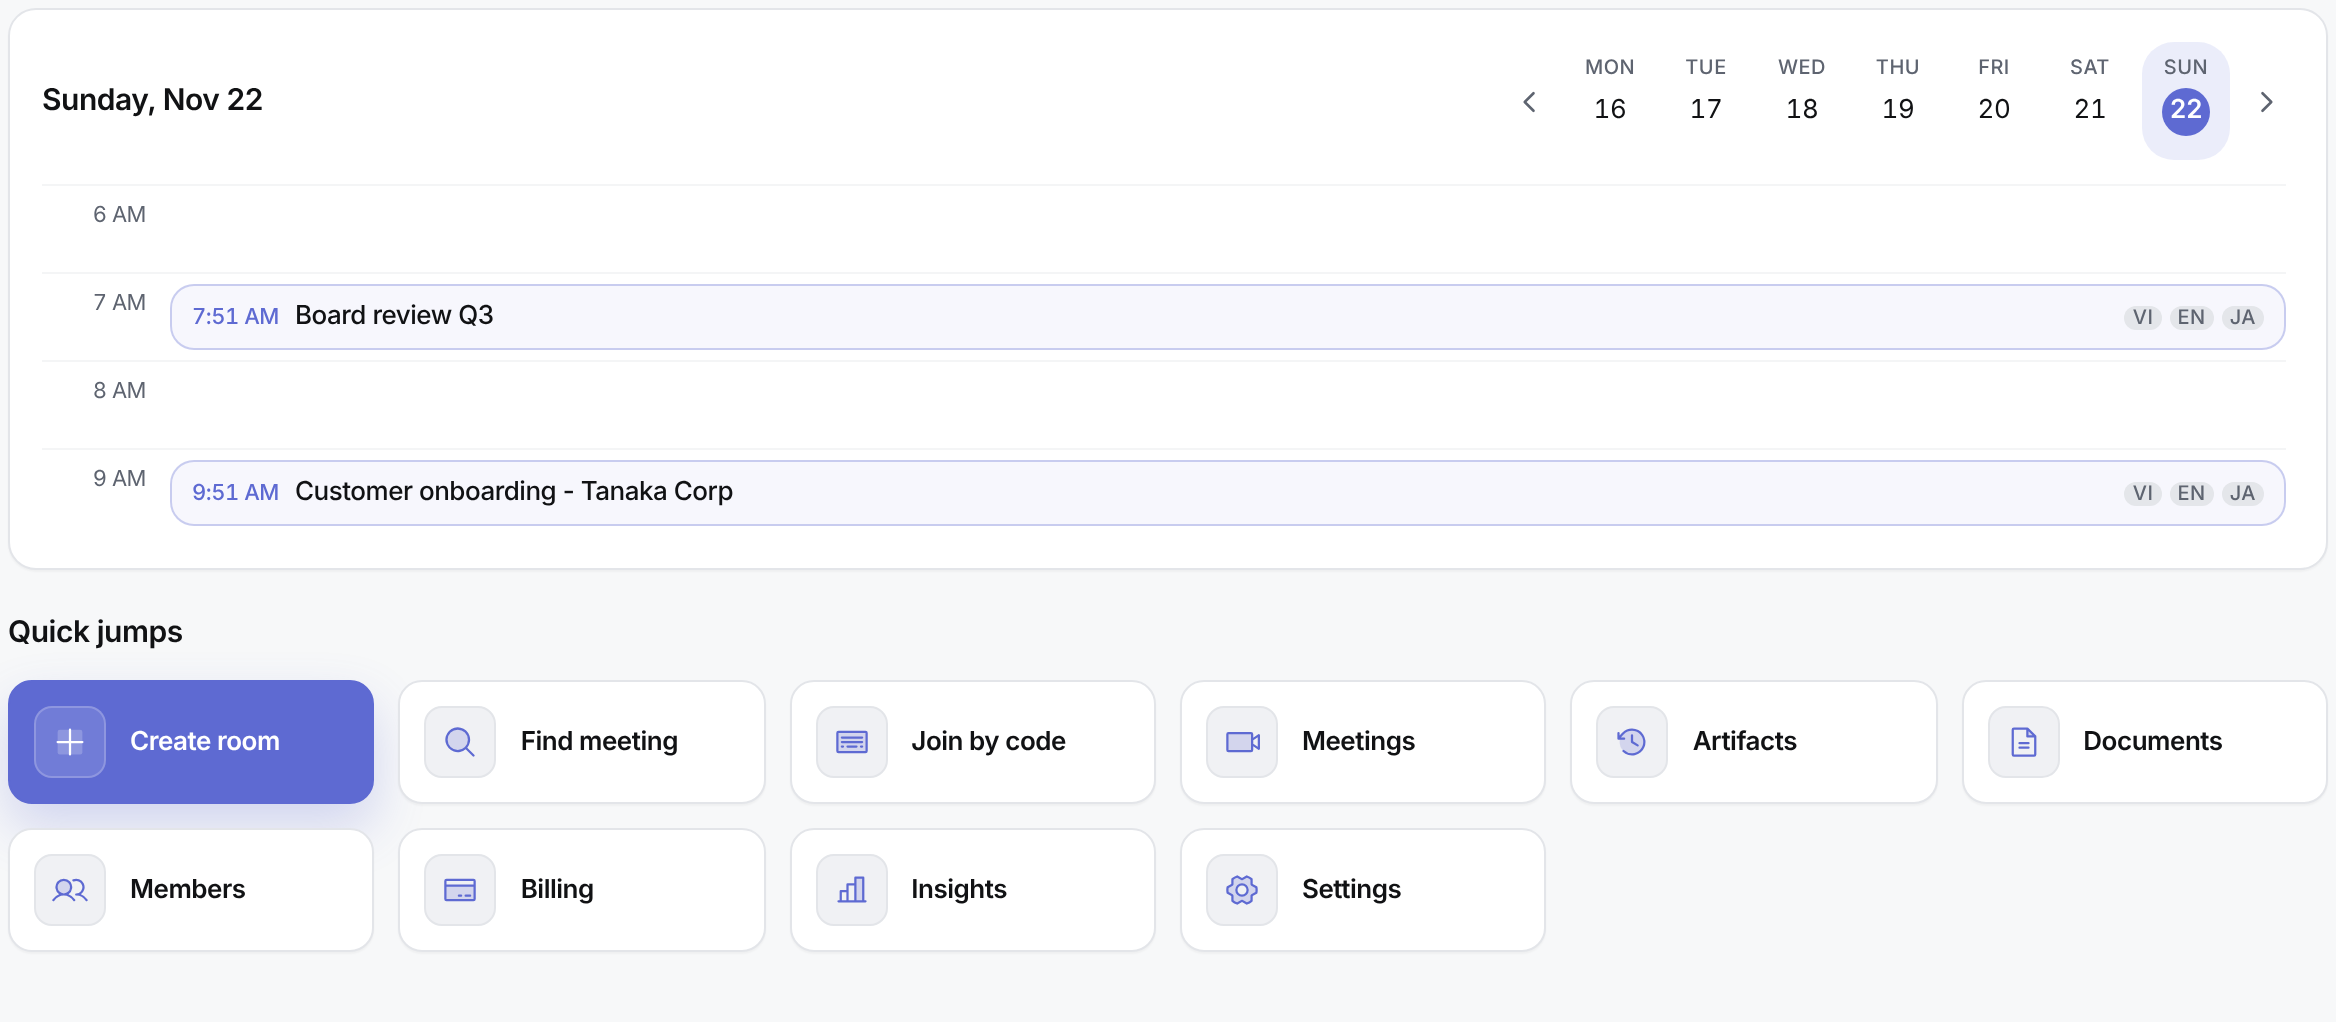 Sunday, Nov 22
MON TUE WED THU FRI SAT SUN
16 17 18 19 20 21 22
6 AM
7 AM 7:51 AM Board review Q3 VI EN JA
8 AM
9 AM 9:51 AM Customer onboarding - Tanaka Corp VI EN JA
Quick jumps
Create room Find meeting Join by code Meetings Artifacts Documents
Members Billing Insights Settings